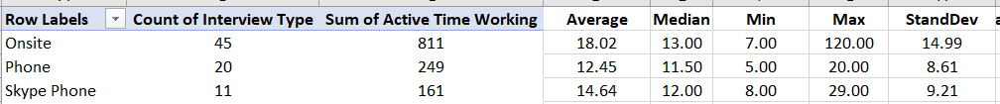 Row Labels Count of Interview Type Sum of Active Time Working Average Median Min Max StandDev
Onsite 45 811 18.02 13.00 7.00 120.00 14.99
Phone 20 249 12.45 11.50 5.00 20.00 8.61
Skype Phone 11 161 14.64 12.00 8.00 29.00 9.21